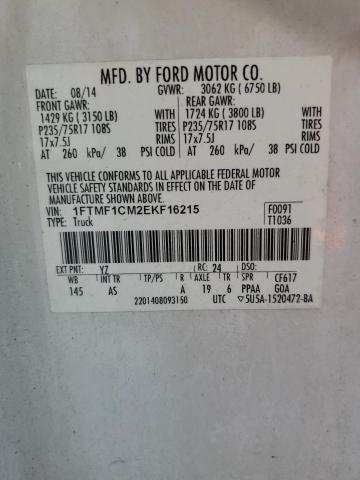 MFD. BY FORD MOTOR CO.
DATE: 08/14 GVWR: 3062 KG ( 6750 LB)
FRONT GAWR: REAR GAWR:
1429 KG ( 3150 LB) WITH 1724 KG ( 3800 LB) WITH
P235/75R17 108S TIRES P235/75R17 108S TIRES
17x7.5J RIMS 17x7.5J RIMS
AT 260 kPa/ 38 PSI COLD AT 260 kPa/ 38 PSI COLD
THIS VEHICLE CONFORMS TO ALL APPLICABLE FEDERAL MOTOR
VEHICLE SAFETY STANDARDS IN EFFECT ON THE DATE OF
MANUFACTURE SHOWN ABOVE.
VIN: 1FTMF1CM2EKF16215 F0091
TYPE: Truck T1036
EXT PNT: YZ RC: 24 DSO:
WB INT TR TP/PS R AXLE TR SPR CF617
145 AS A 19 6 PPAA GOA
2201408093150 UTC 5U5A-1520472-BA